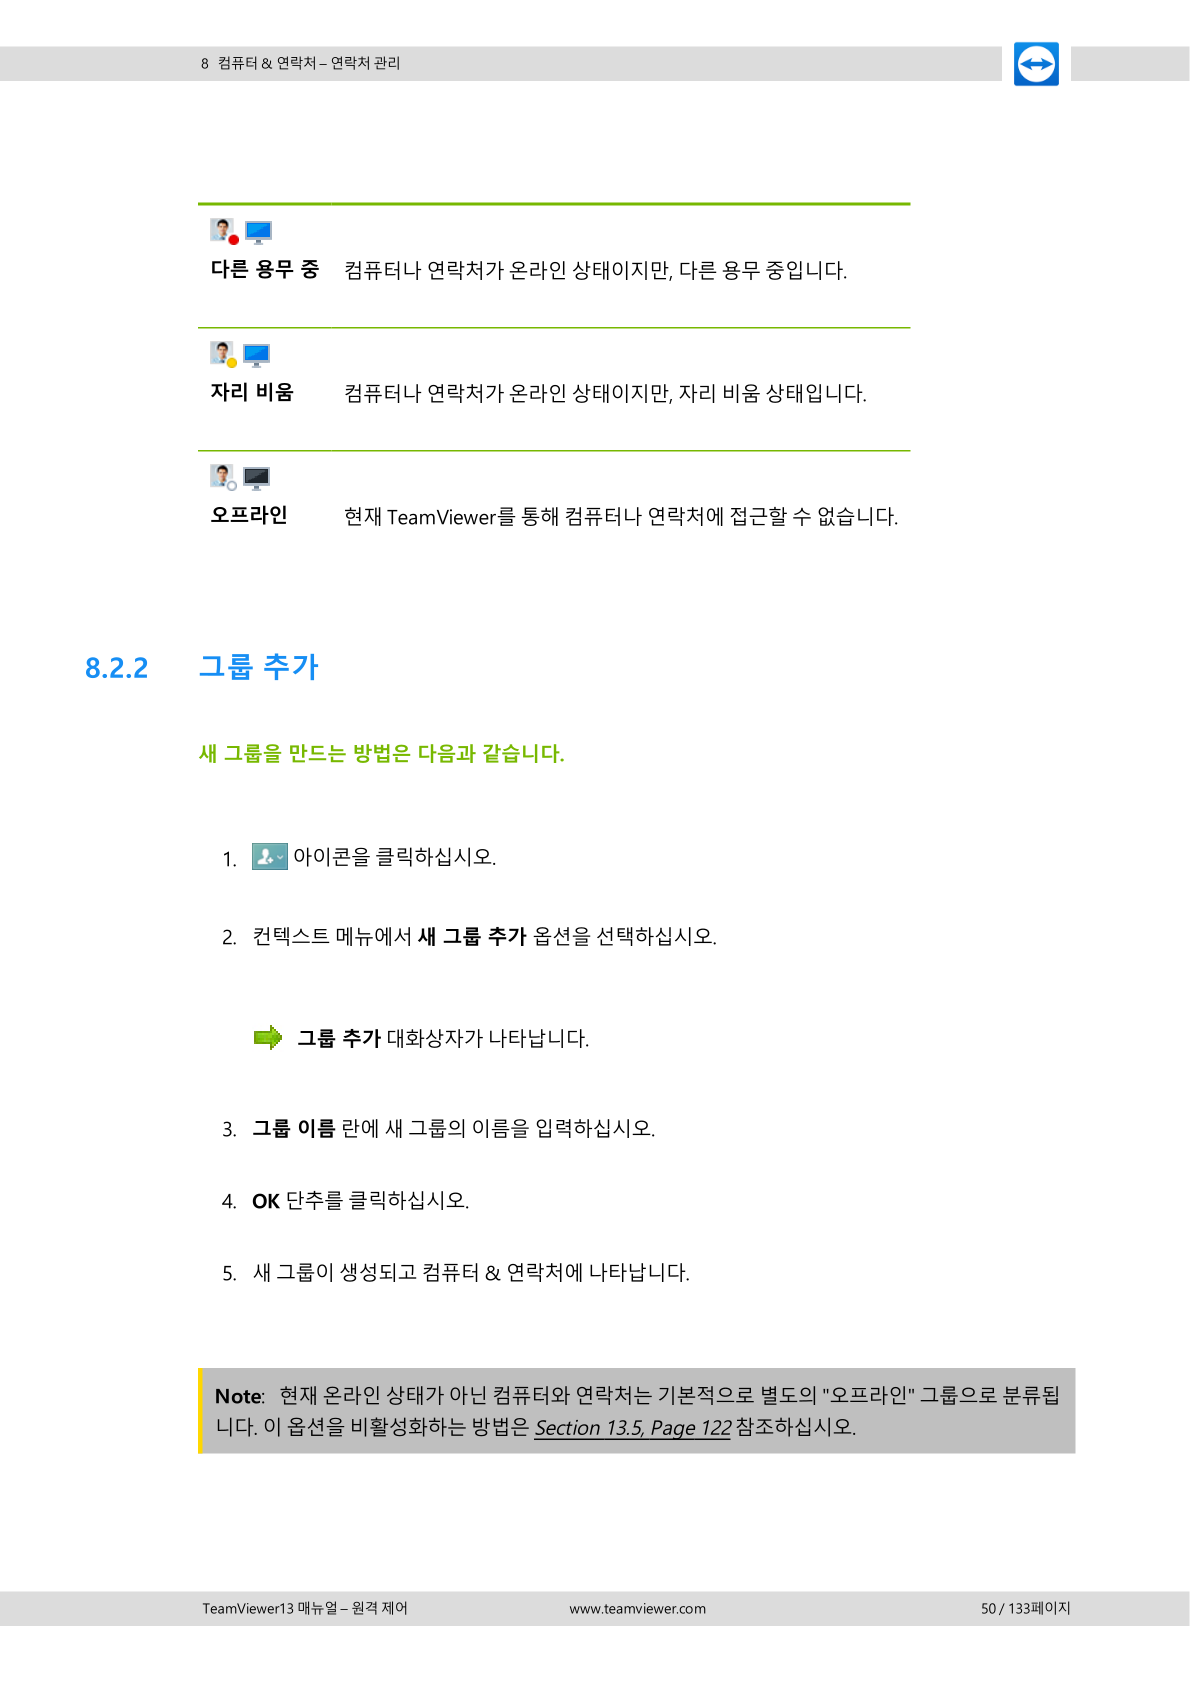 8 컴퓨터 & 연락처 – 연락처 관리
다른 용무 중 컴퓨터나 연락처가 온라인 상태이지만, 다른 용무 중입니다.
자리 비움 컴퓨터나 연락처가 온라인 상태이지만, 자리 비움 상태입니다.
오프라인 현재 TeamViewer를 통해 컴퓨터나 연락처에 접근할 수 없습니다.
8.2.2 그룹 추가
새 그룹을 만드는 방법은 다음과 같습니다.
1. 아이콘을 클릭하십시오.
2. 컨텍스트 메뉴에서 새 그룹 추가 옵션을 선택하십시오.
그룹 추가 대화상자가 나타납니다.
3. 그룹 이름 란에 새 그룹의 이름을 입력하십시오.
4. OK 단추를 클릭하십시오.
5. 새 그룹이 생성되고 컴퓨터 & 연락처에 나타납니다.
Note: 현재 온라인 상태가 아닌 컴퓨터와 연락처는 기본적으로 별도의 "오프라인" 그룹으로 분류됩
니다. 이 옵션을 비활성화하는 방법은 Section 13.5, Page 122 참조하십시오.
TeamViewer13 매뉴얼 – 원격 제어 www.teamviewer.com 50 / 133페이지